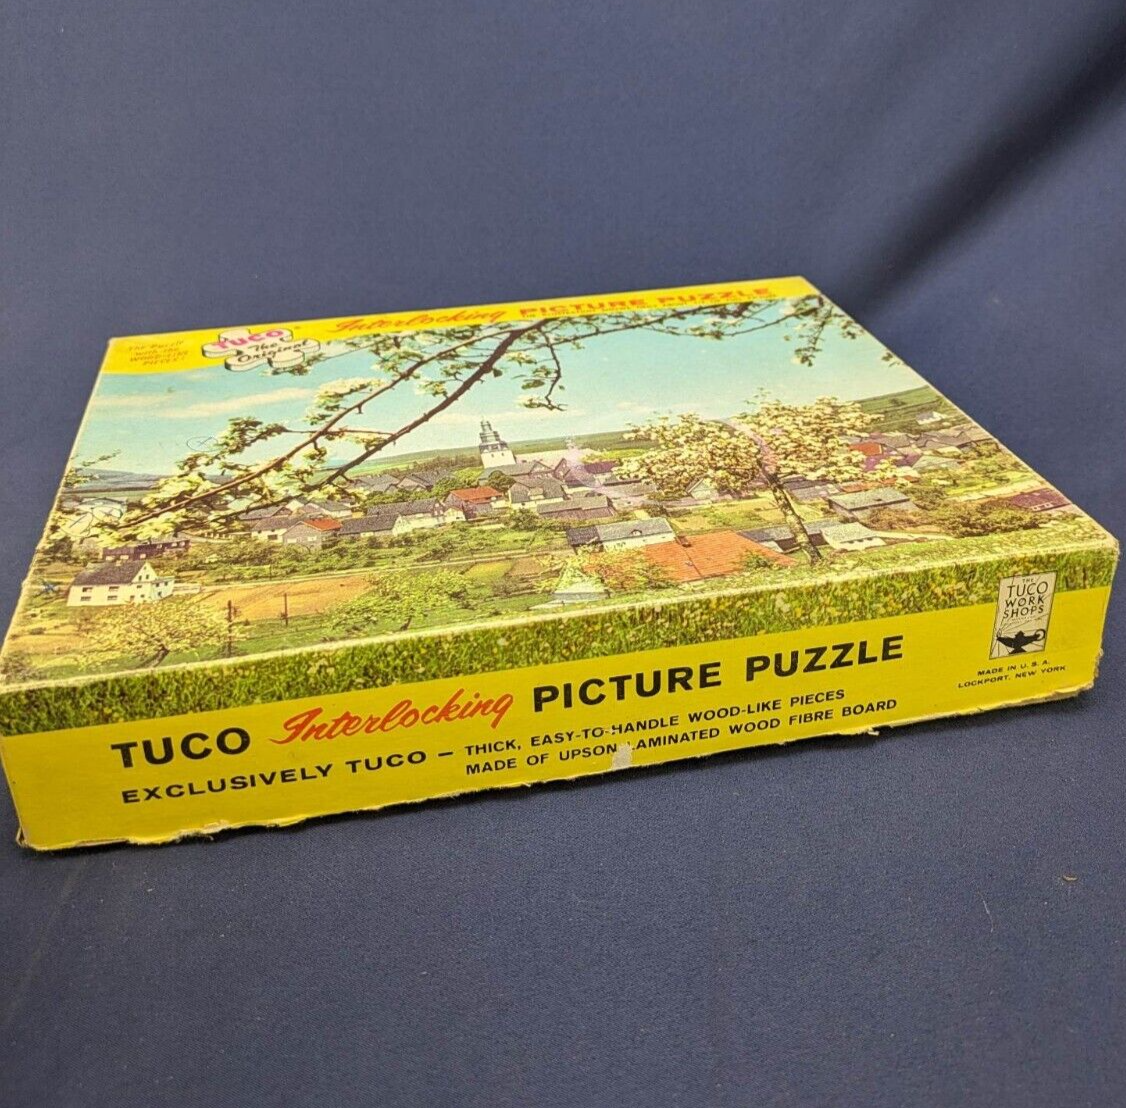 The Puzzle
with the
WOOD-LIKE
PIECES!
TUCO
The
Original
Interlocking PICTURE PUZZLE
THE
TUCO
WORK
SHOPS
MADE IN U. S. A.
LOCKPORT, NEW YORK
TUCO Interlocking PICTURE PUZZLE
EXCLUSIVELY TUCO — THICK, EASY-TO-HANDLE WOOD-LIKE PIECES
MADE OF UPSON LAMINATED WOOD FIBRE BOARD